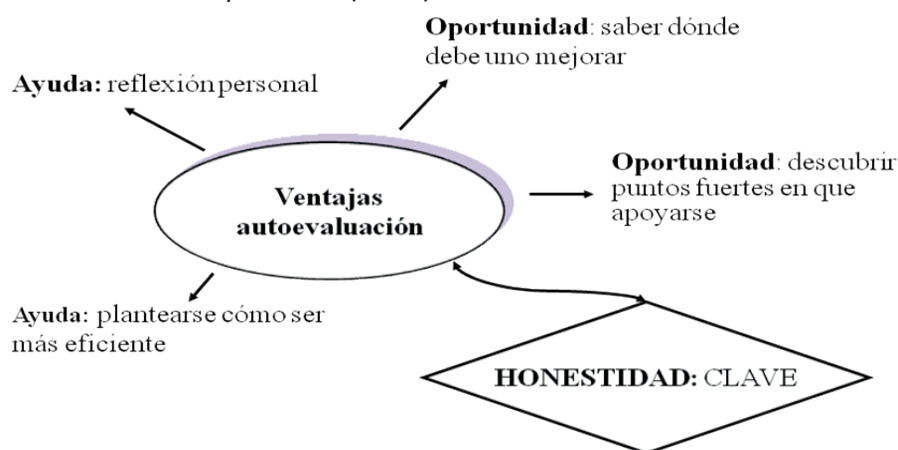 Oportunidad: saber dónde
debe uno mejorar
Ayuda: reflexión personal
Oportunidad: descubrir
puntos fuertes en que
apoyarse
Ventajas
autoevaluación
Ayuda: plantearse cómo ser
más eficiente
HONESTIDAD: CLAVE